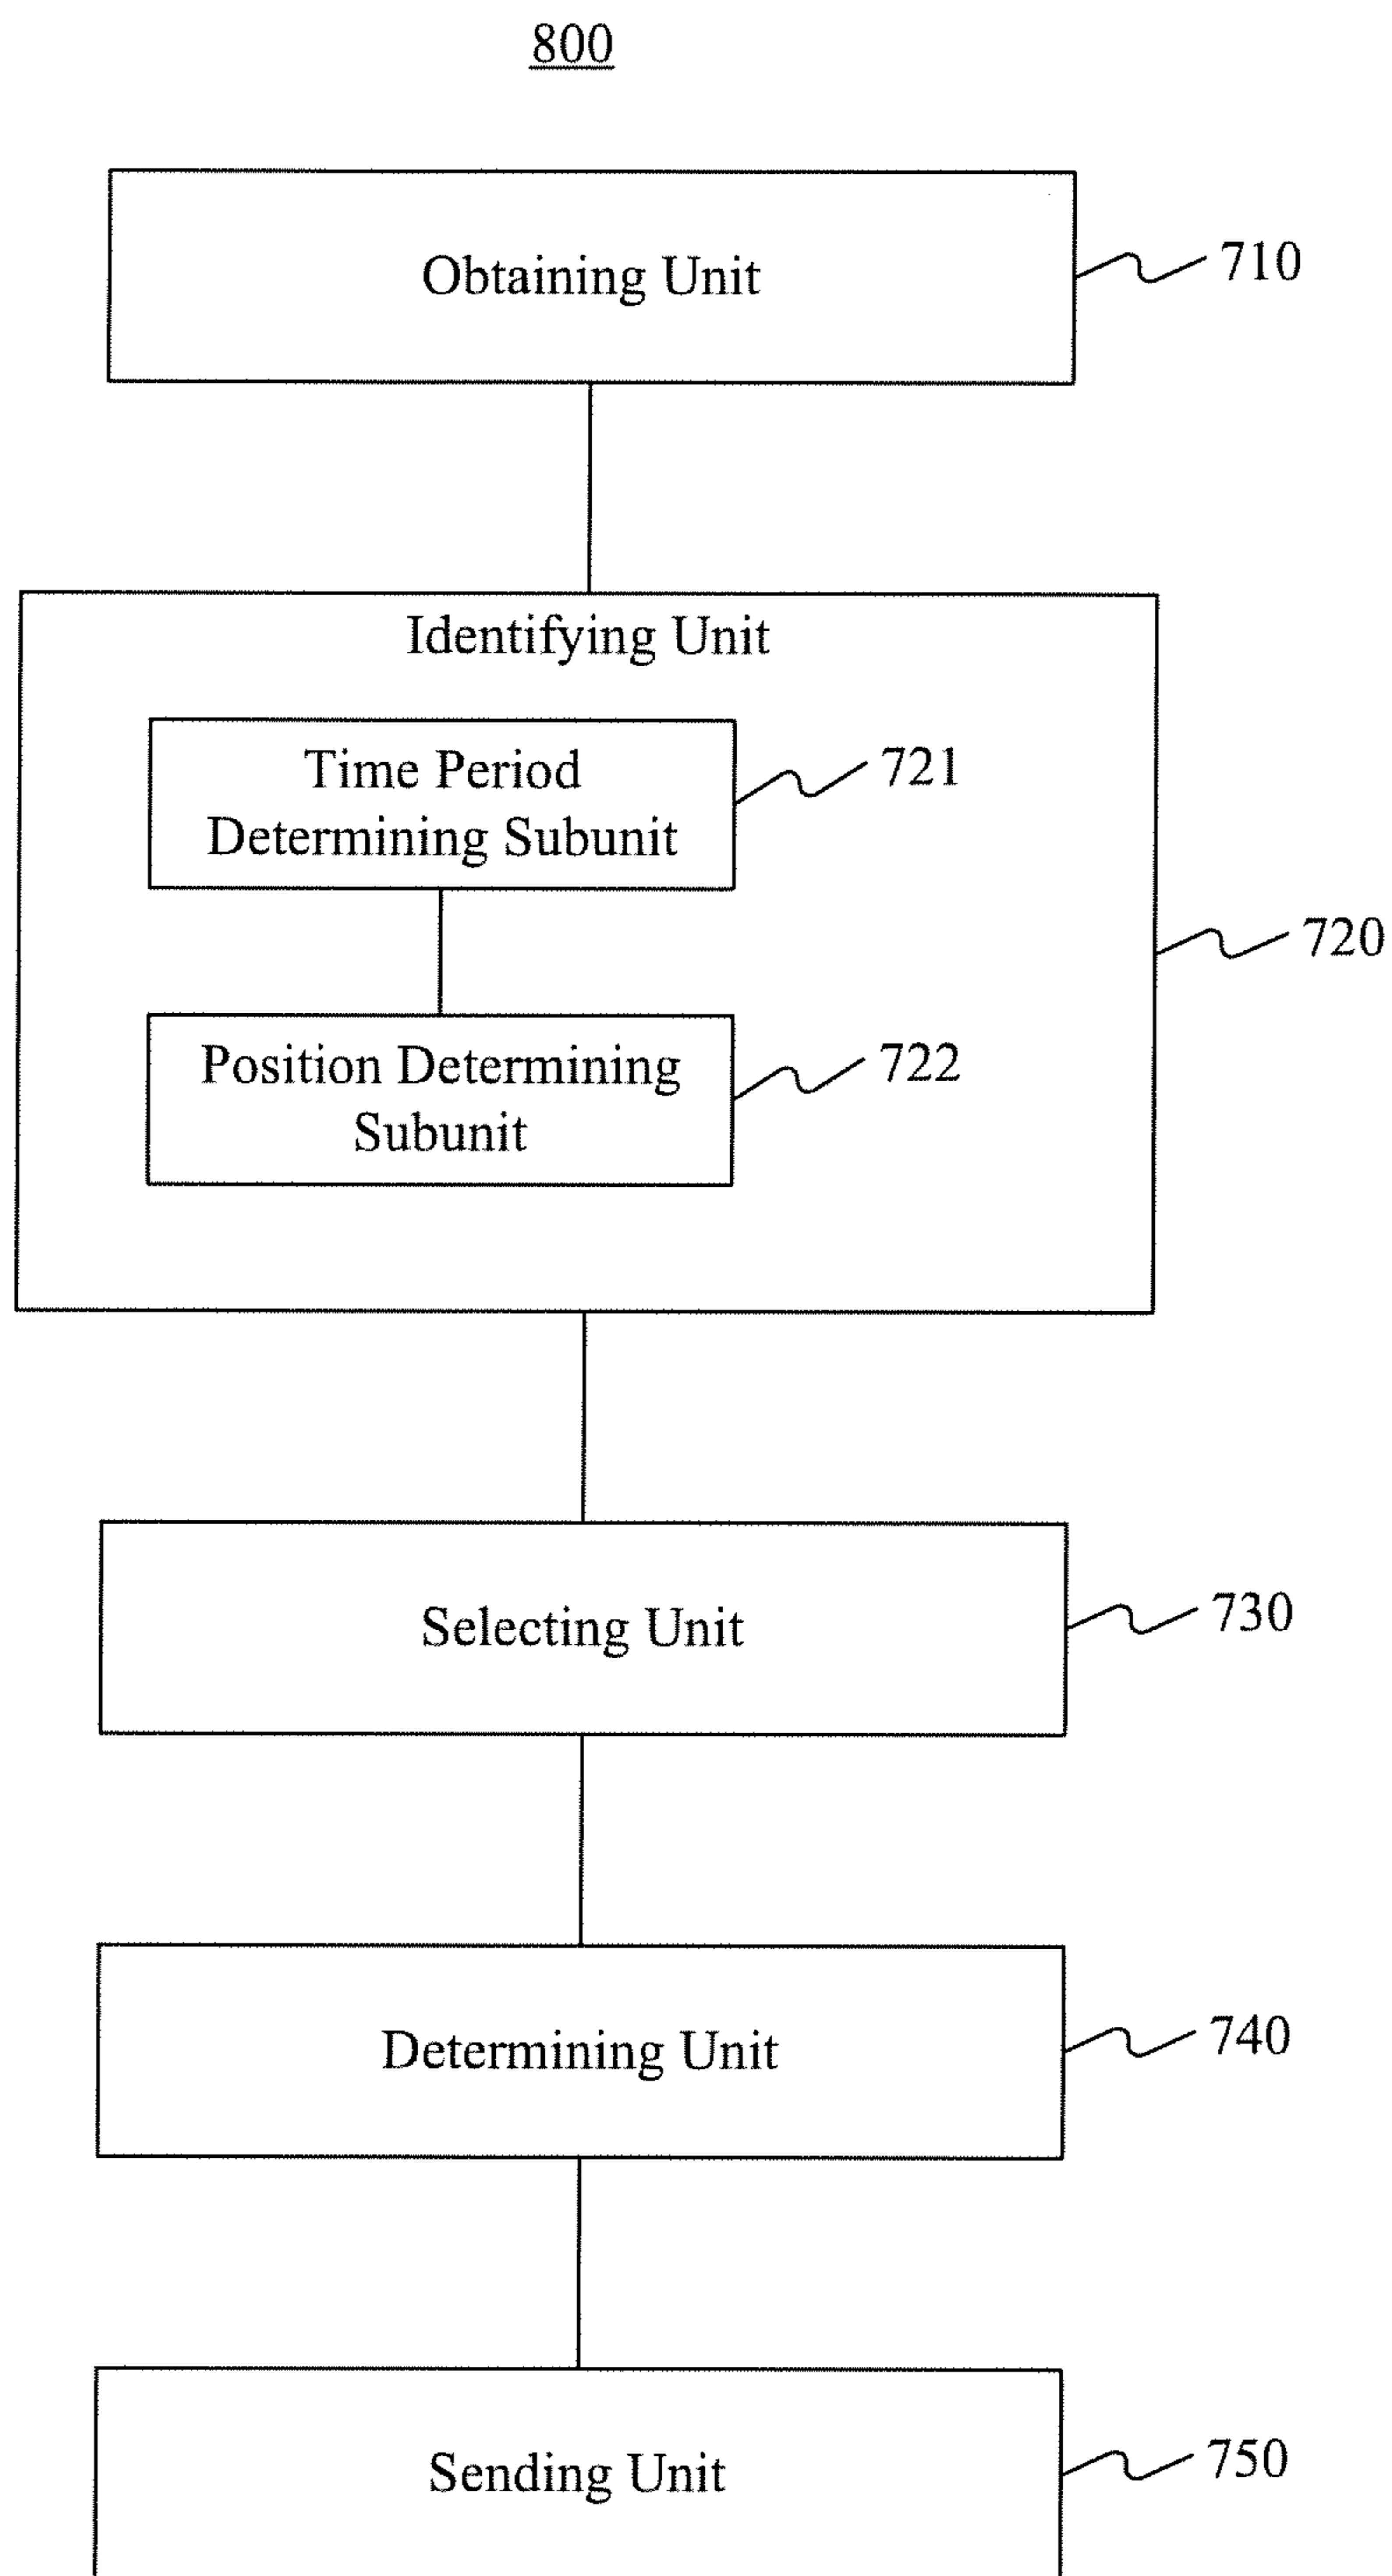 800
Obtaining Unit
710
Identifying Unit
Time Period
Determining Subunit
721
720
Position Determining
Subunit
722
Selecting Unit
730
Determining Unit
740
Sending Unit
750